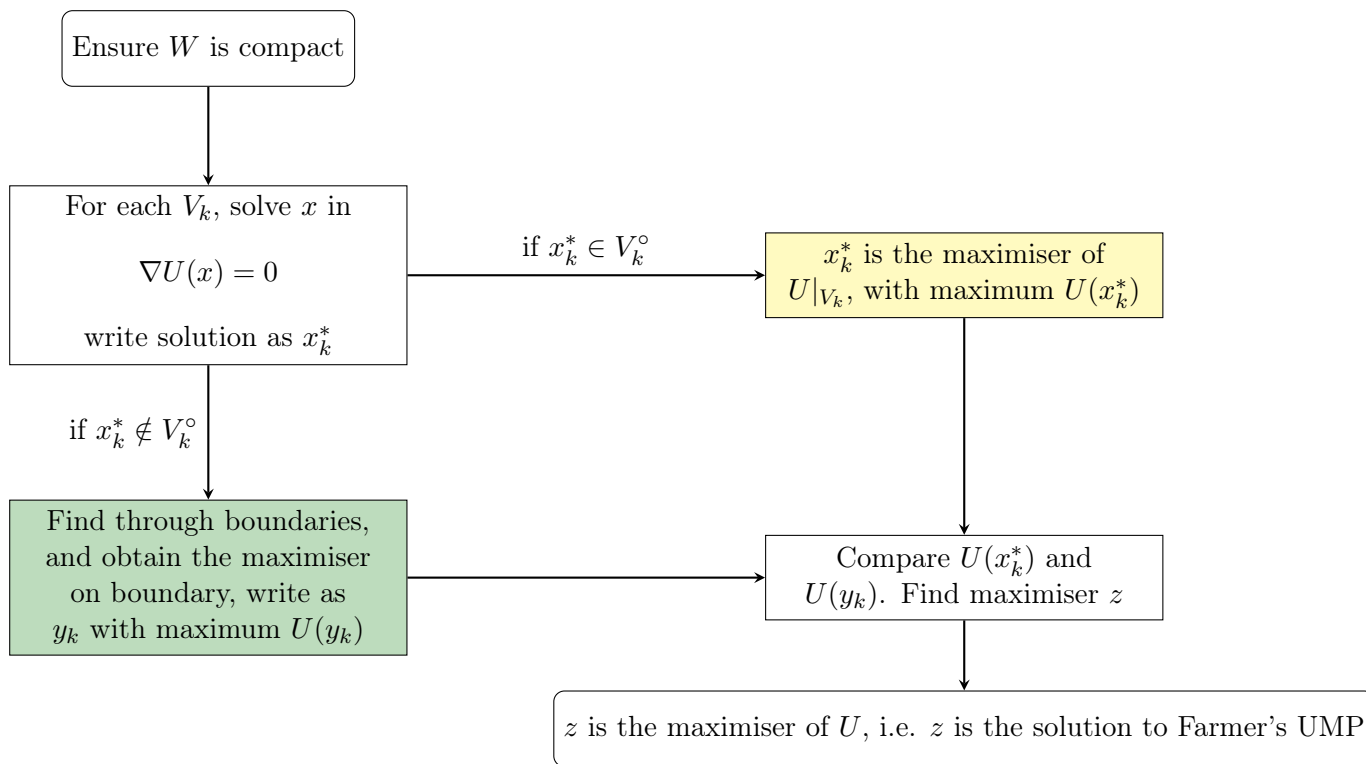 Ensure W is compact
For each V_k, solve x in
∇U(x) = 0
write solution as x_k^*
if x_k^* ∈ V_k^∘
x_k^* is the maximiser of
U|_{V_k}, with maximum U(x_k^*)
if x_k^* ∉ V_k^∘
Find through boundaries,
and obtain the maximiser
on boundary, write as
y_k with maximum U(y_k)
Compare U(x_k^*) and
U(y_k). Find maximiser z
z is the maximiser of U, i.e. z is the solution to Farmer's UMP